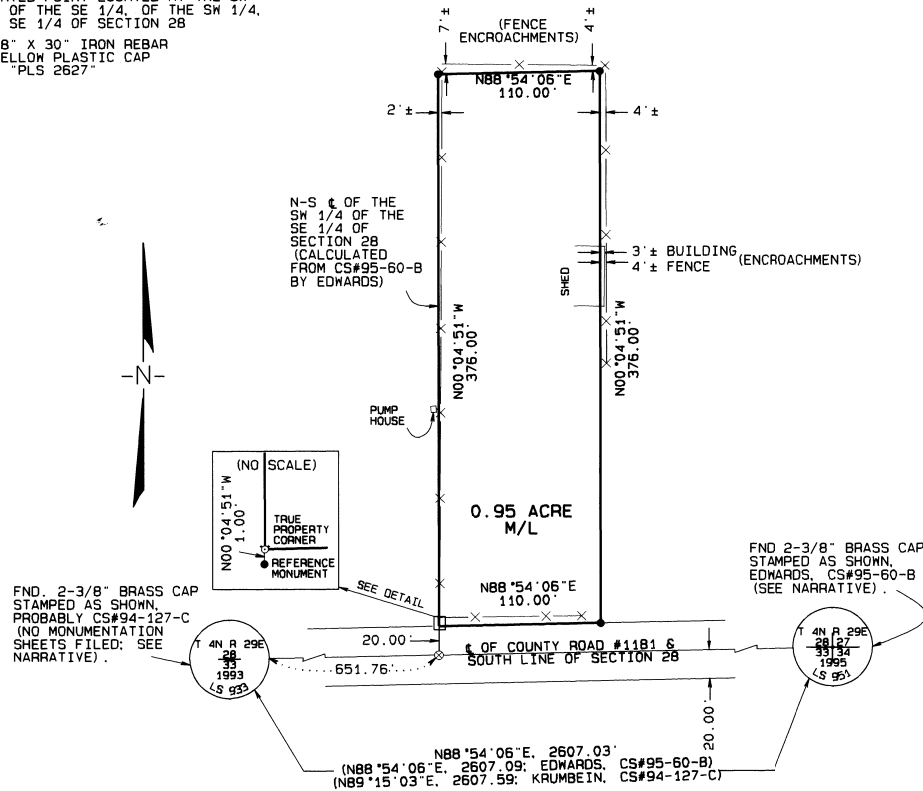 OF THE SE 1/4, OF THE SW 1/4,
SE 1/4 OF SECTION 28
8" X 30" IRON REBAR
ELLOW PLASTIC CAP
"PLS 2627"
7'±
(FENCE
ENCROACHMENTS)
4'±
N88°54'06"E
110.00'
2'±
4'±
N-S ℄ OF THE
SW 1/4 OF THE
SE 1/4 OF
SECTION 28
(CALCULATED
FROM CS#95-60-B
BY EDWARDS)
3'± BUILDING
4'± FENCE
(ENCROACHMENTS)
SHED
N00°04'51"W
376.00'
N00°04'51"W
376.00'
-N-
PUMP
HOUSE
(NO SCALE)
N00°04'51"W
1.00'
TRUE
PROPERTY
CORNER
REFERENCE
MONUMENT
SEE DETAIL
0.95 ACRE
M/L
N88°54'06"E
110.00'
FND. 2-3/8" BRASS CAP
STAMPED AS SHOWN,
PROBABLY CS#94-127-C
(NO MONUMENTATION
SHEETS FILED; SEE
NARRATIVE).
T 4N R 29E
28
33
1993
LS 933
20.00'
651.76'
℄ OF COUNTY ROAD #1181 &
SOUTH LINE OF SECTION 28
20.00'
FND 2-3/8" BRASS CAP
STAMPED AS SHOWN,
EDWARDS, CS#95-60-B
(SEE NARRATIVE).
T 4N R 29E
28|27
33|34
1995
LS 951
N88°54'06"E, 2607.03'
(N88°54'06"E, 2607.09; EDWARDS, CS#95-60-B)
(N89°15'03"E, 2607.59; KRUMBEIN, CS#94-127-C)